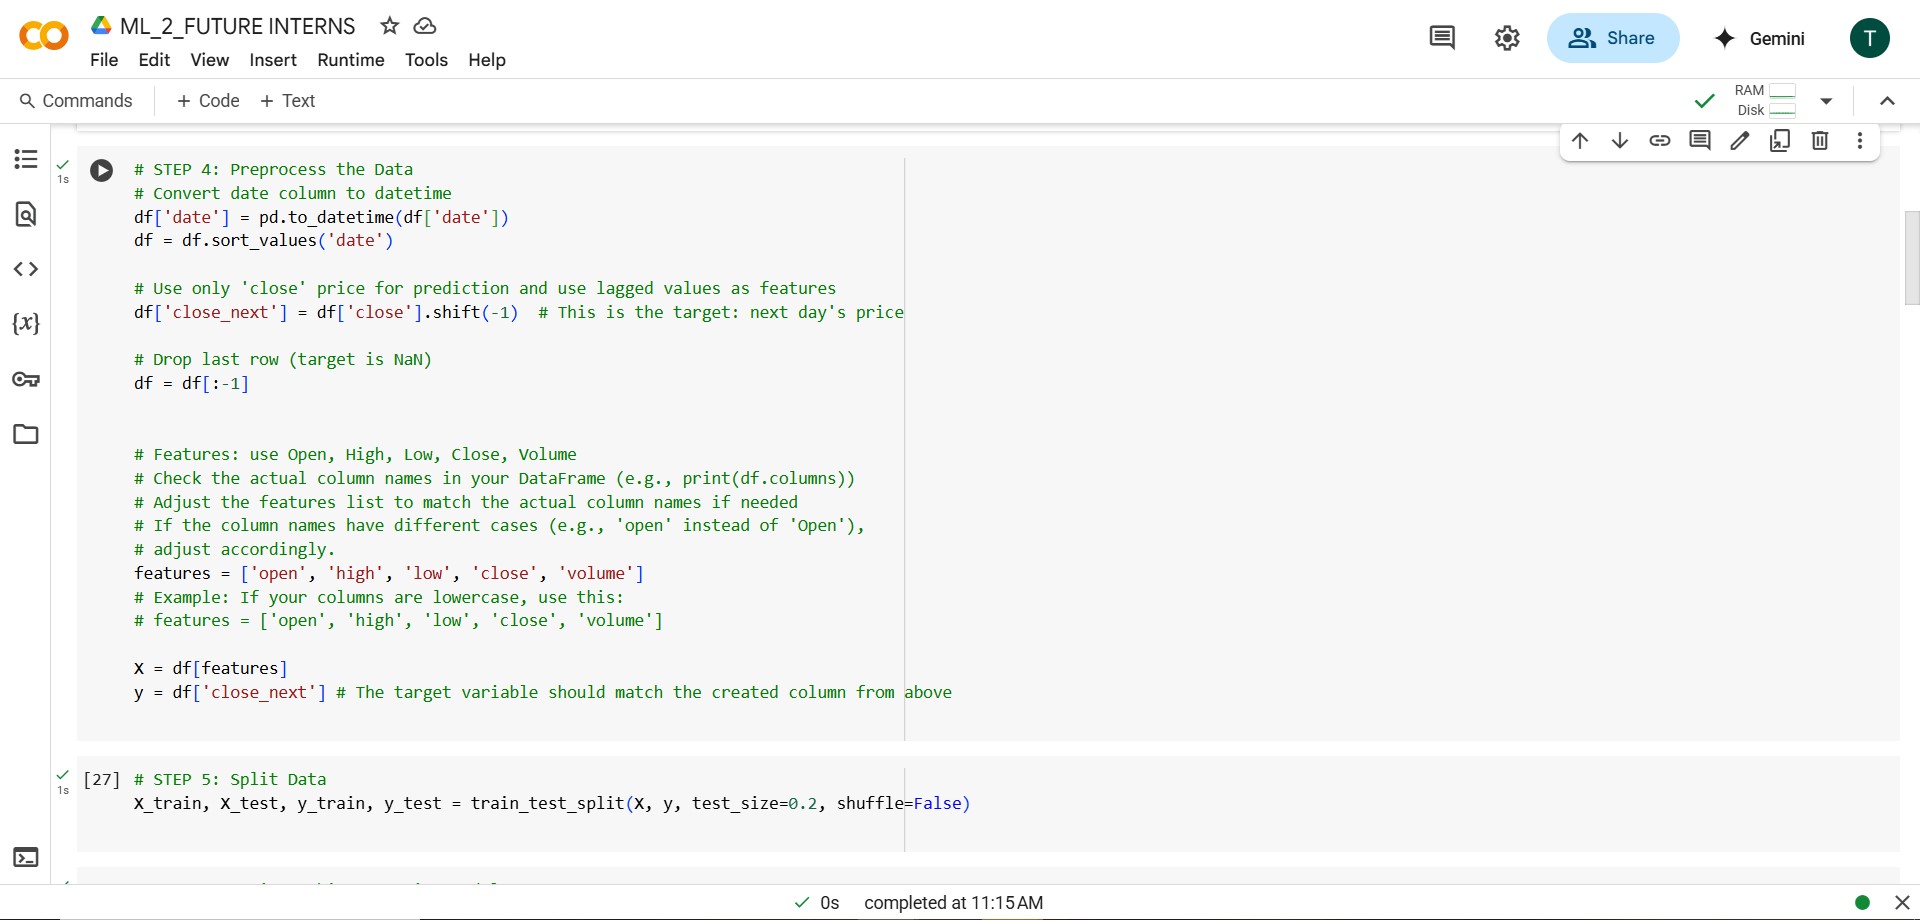 ML_2_FUTURE INTERNS
File Edit View Insert Runtime Tools Help
Share
Gemini
T
Commands + Code + Text
RAM
Disk
1s
# STEP 4: Preprocess the Data
# Convert date column to datetime
df['date'] = pd.to_datetime(df['date'])
df = df.sort_values('date')
# Use only 'close' price for prediction and use lagged values as features
df['close_next'] = df['close'].shift(-1)  # This is the target: next day's price
# Drop last row (target is NaN)
df = df[:-1]
# Features: use Open, High, Low, Close, Volume
# Check the actual column names in your DataFrame (e.g., print(df.columns))
# Adjust the features list to match the actual column names if needed
# If the column names have different cases (e.g., 'open' instead of 'Open'),
# adjust accordingly.
features = ['open', 'high', 'low', 'close', 'volume']
# Example: If your columns are lowercase, use this:
# features = ['open', 'high', 'low', 'close', 'volume']
X = df[features]
y = df['close_next'] # The target variable should match the created column from above
[27] # STEP 5: Split Data
1s
X_train, X_test, y_train, y_test = train_test_split(X, y, test_size=0.2, shuffle=False)
0s completed at 11:15 AM